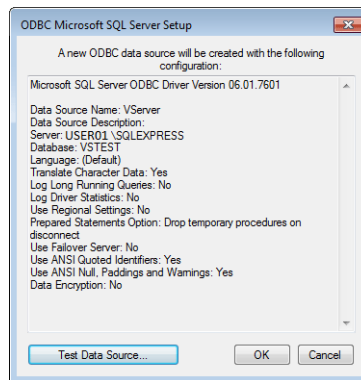 ODBC Microsoft SQL Server Setup
A new ODBC data source will be created with the following
configuration:
Microsoft SQL Server ODBC Driver Version 06.01.7601
Data Source Name: VServer
Data Source Description:
Server: USER01 \SQLEXPRESS
Database: VSTEST
Language: (Default)
Translate Character Data: Yes
Log Long Running Queries: No
Log Driver Statistics: No
Use Regional Settings: No
Prepared Statements Option: Drop temporary procedures on
disconnect
Use Failover Server: No
Use ANSI Quoted Identifiers: Yes
Use ANSI Null, Paddings and Warnings: Yes
Data Encryption: No
Test Data Source...
OK
Cancel